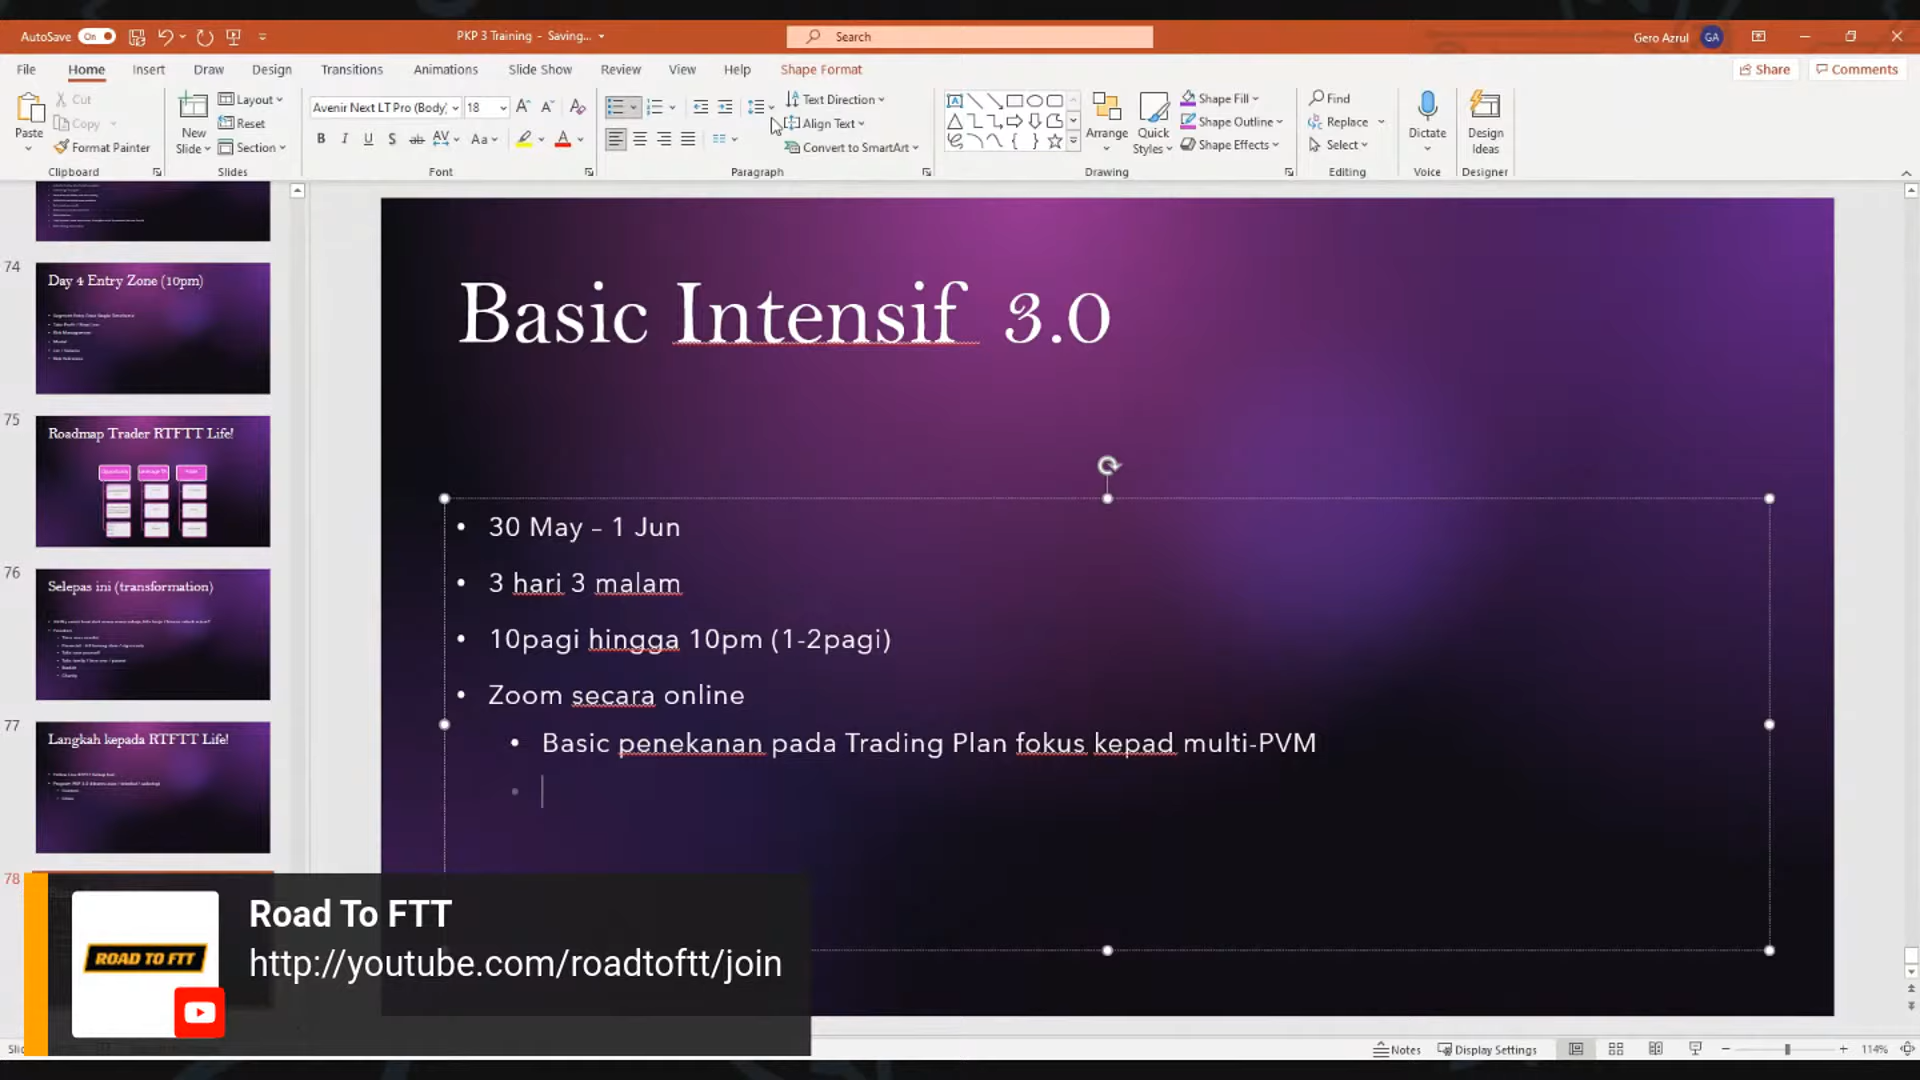 AutoSave On
PKP 3 Training - Saving...
Search
Gero Azrul GA
File Home Insert Draw Design Transitions Animations Slide Show Review View Help Shape Format
Share Comments
Paste
Cut
Copy
Format Painter
Clipboard
New Slide
Layout
Reset
Section
Slides
Avenir Next LT Pro (Body) 18
Font
Text Direction
Align Text
Convert to SmartArt
Paragraph
Arrange
Quick Styles
Shape Fill
Shape Outline
Shape Effects
Drawing
Find
Replace
Select
Editing
Dictate
Voice
Design Ideas
Designer
74
Day 4 Entry Zone (10pm)
75
Roadmap Trader RTFTT Life!
76
Selepas ini (transformation)
77
Langkah kepada RTFTT Life!
78
Basic Intensif 3.0
• 30 May – 1 Jun
• 3 hari 3 malam
• 10pagi hingga 10pm (1-2pagi)
• Zoom secara online
• Basic penekanan pada Trading Plan fokus kepad multi-PVM
ROAD TO FTT
Road To FTT
http://youtube.com/roadtoftt/join
Notes
Display Settings
114%